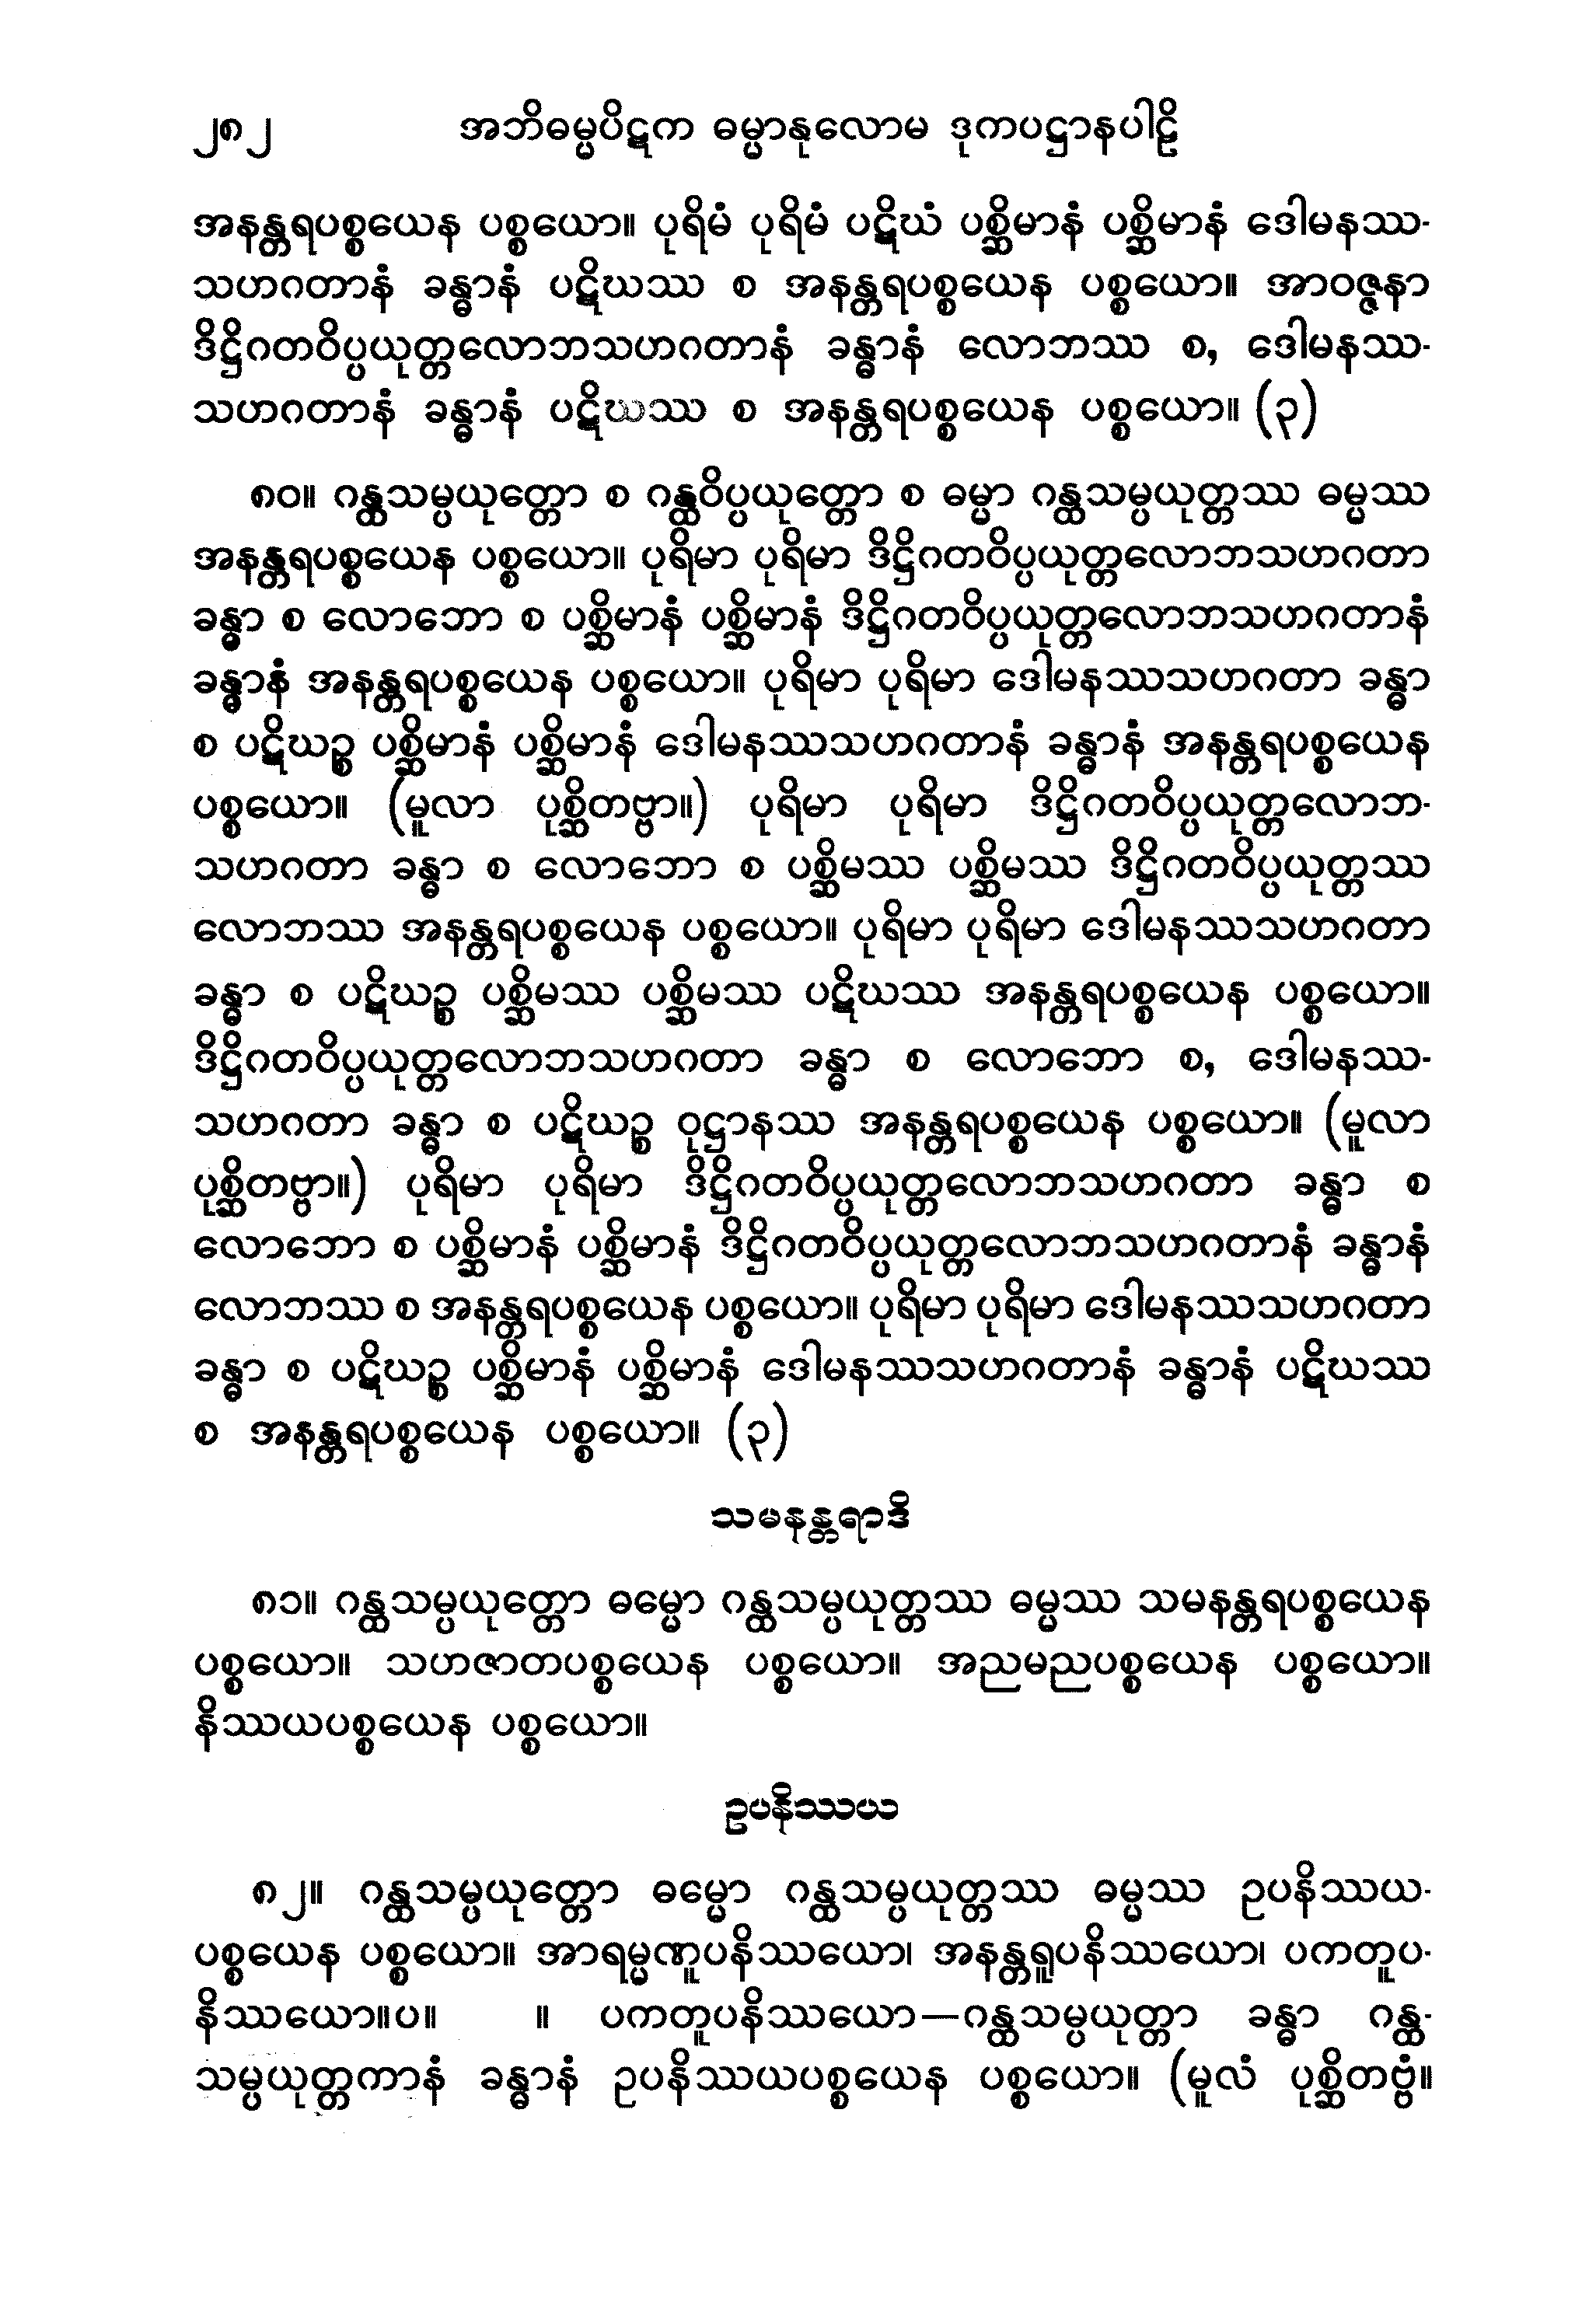 ၂၈၂ အဘိဓမ္မပိဋက ဓမ္မာနုလောမ ဒုကပဋ္ဌာနပါဠိ
အနန္တရပစ္စယေန ပစ္စယော။ ပုရိမံ ပုရိမံ ပဋိဃံ ပစ္ဆိမာနံ ပစ္ဆိမာနံ ဒေါမနဿ-
သဟဂတာနံ ခန္ဓာနံ ပဋိဃဿ စ အနန္တရပစ္စယေန ပစ္စယော။ အာဝဇ္ဇနာ
ဒိဋ္ဌိဂတဝိပ္ပယုတ္တလောဘသဟဂတာနံ ခန္ဓာနံ လောဘဿ စ, ဒေါမနဿ-
သဟဂတာနံ ခန္ဓာနံ ပဋိဃဿ စ အနန္တရပစ္စယေန ပစ္စယော။ (၃)
၈၀။ ဂန္ထသမ္ပယုတ္တော စ ဂန္ထဝိပ္ပယုတ္တော စ ဓမ္မာ ဂန္ထသမ္ပယုတ္တဿ ဓမ္မဿ
အနန္တရပစ္စယေန ပစ္စယော။ ပုရိမာ ပုရိမာ ဒိဋ္ဌိဂတဝိပ္ပယုတ္တလောဘသဟဂတာ
ခန္ဓာ စ လောဘော စ ပစ္ဆိမာနံ ပစ္ဆိမာနံ ဒိဋ္ဌိဂတဝိပ္ပယုတ္တလောဘသဟဂတာနံ
ခန္ဓာနံ အနန္တရပစ္စယေန ပစ္စယော။ ပုရိမာ ပုရိမာ ဒေါမနဿသဟဂတာ ခန္ဓာ
စ ပဋိဃဉ္စ ပစ္ဆိမာနံ ပစ္ဆိမာနံ ဒေါမနဿသဟဂတာနံ ခန္ဓာနံ အနန္တရပစ္စယေန
ပစ္စယော။ (မူလာ ပုစ္ဆိတဗ္ဗာ။) ပုရိမာ ပုရိမာ ဒိဋ္ဌိဂတဝိပ္ပယုတ္တလောဘ-
သဟဂတာ ခန္ဓာ စ လောဘော စ ပစ္ဆိမဿ ပစ္ဆိမဿ ဒိဋ္ဌိဂတဝိပ္ပယုတ္တဿ
လောဘဿ အနန္တရပစ္စယေန ပစ္စယော။ ပုရိမာ ပုရိမာ ဒေါမနဿသဟဂတာ
ခန္ဓာ စ ပဋိဃဉ္စ ပစ္ဆိမဿ ပစ္ဆိမဿ ပဋိဃဿ အနန္တရပစ္စယေန ပစ္စယော။
ဒိဋ္ဌိဂတဝိပ္ပယုတ္တလောဘသဟဂတာ ခန္ဓာ စ လောဘော စ, ဒေါမနဿ-
သဟဂတာ ခန္ဓာ စ ပဋိဃဉ္စ ဝုဋ္ဌာနဿ အနန္တရပစ္စယေန ပစ္စယော။ (မူလာ
ပုစ္ဆိတဗ္ဗာ။) ပုရိမာ ပုရိမာ ဒိဋ္ဌိဂတဝိပ္ပယုတ္တလောဘသဟဂတာ ခန္ဓာ စ
လောဘော စ ပစ္ဆိမာနံ ပစ္ဆိမာနံ ဒိဋ္ဌိဂတဝိပ္ပယုတ္တလောဘသဟဂတာနံ ခန္ဓာနံ
လောဘဿ စ အနန္တရပစ္စယေန ပစ္စယော။ ပုရိမာ ပုရိမာ ဒေါမနဿသဟဂတာ
ခန္ဓာ စ ပဋိဃဉ္စ ပစ္ဆိမာနံ ပစ္ဆိမာနံ ဒေါမနဿသဟဂတာနံ ခန္ဓာနံ ပဋိဃဿ
စ အနန္တရပစ္စယေန ပစ္စယော။ (၃)
သမနန္တရာဒိ
၈၁။ ဂန္ထသမ္ပယုတ္တော ဓမ္မော ဂန္ထသမ္ပယုတ္တဿ ဓမ္မဿ သမနန္တရပစ္စယေန
ပစ္စယော။ သဟဇာတပစ္စယေန ပစ္စယော။ အညမညပစ္စယေန ပစ္စယော။
နိဿယပစ္စယေန ပစ္စယော။
ဥပနိဿယ
၈၂။ ဂန္ထသမ္ပယုတ္တော ဓမ္မော ဂန္ထသမ္ပယုတ္တဿ ဓမ္မဿ ဥပနိဿယ-
ပစ္စယေန ပစ္စယော။ အာရမ္မဏူပနိဿယော၊ အနန္တရူပနိဿယော၊ ပကတူပ-
နိဿယော။ပ။ ။ ပကတူပနိဿယော—ဂန္ထသမ္ပယုတ္တာ ခန္ဓာ ဂန္ထ-
သမ္ပယုတ္တကာနံ ခန္ဓာနံ ဥပနိဿယပစ္စယေန ပစ္စယော။ (မူလံ ပုစ္ဆိတဗ္ဗံ။